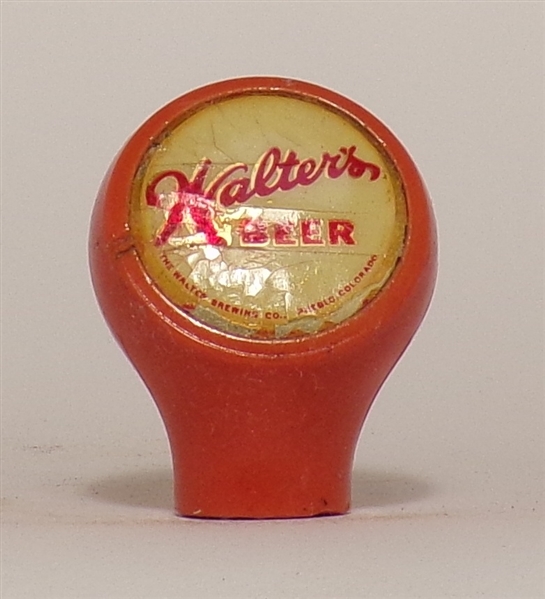 Walter's
BEER
THE WALTER BREWING CO., PUEBLO, COLORADO